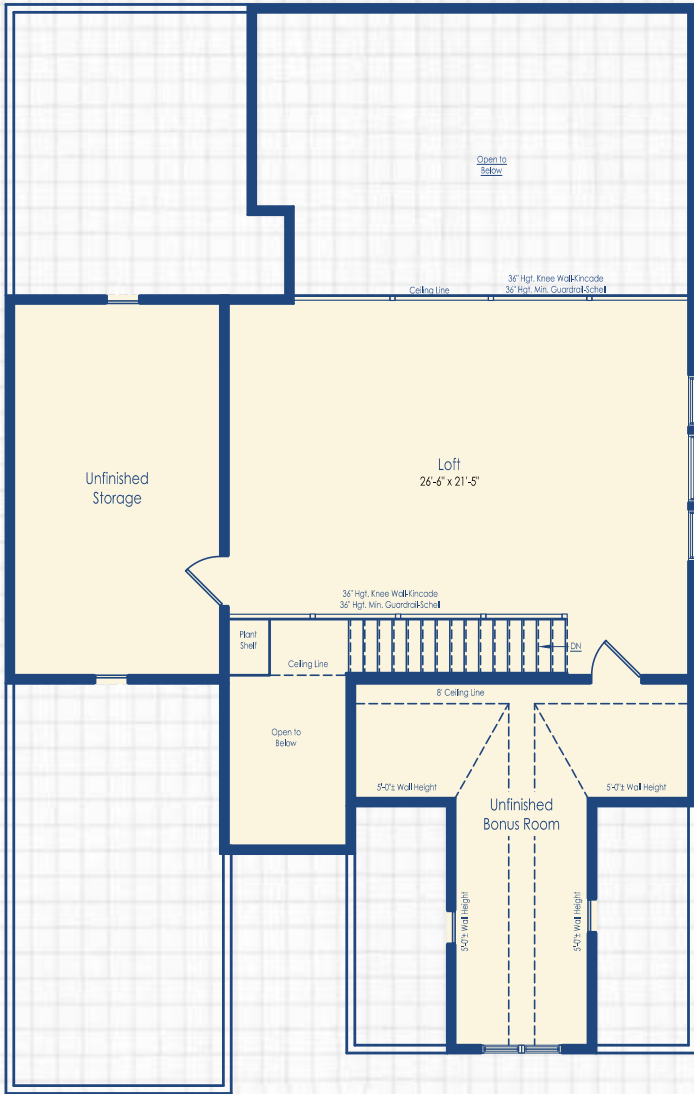 Open to
Below
36" Hgt. Knee Wall-Kincade
Ceiling Line
36" Hgt. Min. Guardrail-Schell
Unfinished
Storage
Loft
26'-6" x 21'-5"
36" Hgt. Knee Wall-Kincade
36" Hgt. Min. Guardrail-Schell
Plant
Shelf
Ceiling Line
DN
8' Ceiling Line
Open to
Below
5'-0"± Wall Height
5'-0"± Wall Height
Unfinished
Bonus Room
5'-0"± Wall Height
5'-0"± Wall Height